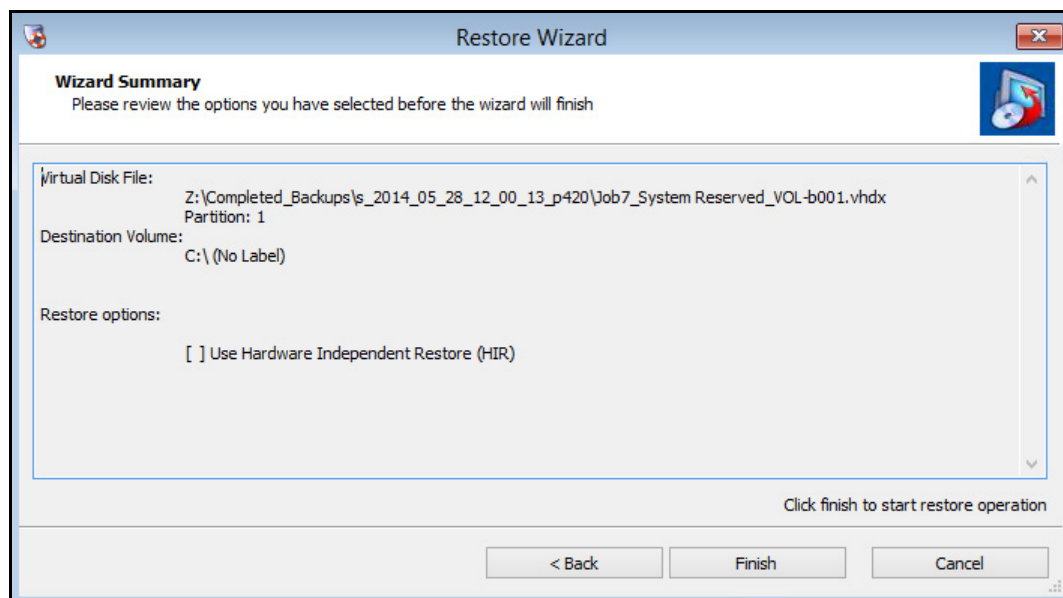 Restore Wizard
Wizard Summary
Please review the options you have selected before the wizard will finish
Virtual Disk File:
Z:\Completed_Backups\s_2014_05_28_12_00_13_p420\Job7_System Reserved_VOL-b001.vhdx
Partition: 1
Destination Volume:
C:\ (No Label)
Restore options:
[ ] Use Hardware Independent Restore (HIR)
Click finish to start restore operation
< Back
Finish
Cancel